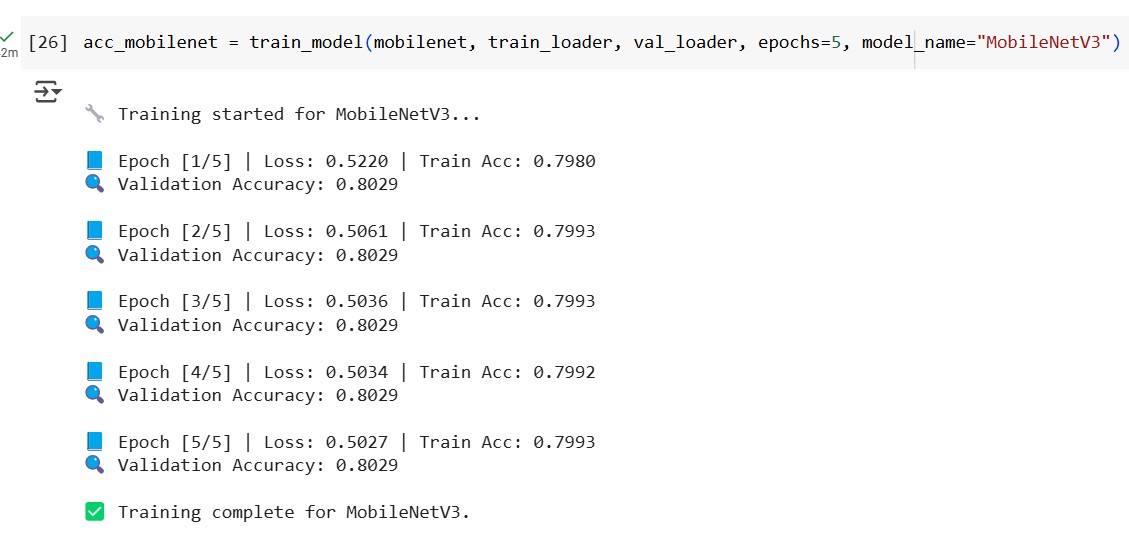 [26] acc_mobilenet = train_model(mobilenet, train_loader, val_loader, epochs=5, model_name="MobileNetV3")
2m
🔧 Training started for MobileNetV3...
📘 Epoch [1/5] | Loss: 0.5220 | Train Acc: 0.7980
🔍 Validation Accuracy: 0.8029
📘 Epoch [2/5] | Loss: 0.5061 | Train Acc: 0.7993
🔍 Validation Accuracy: 0.8029
📘 Epoch [3/5] | Loss: 0.5036 | Train Acc: 0.7993
🔍 Validation Accuracy: 0.8029
📘 Epoch [4/5] | Loss: 0.5034 | Train Acc: 0.7992
🔍 Validation Accuracy: 0.8029
📘 Epoch [5/5] | Loss: 0.5027 | Train Acc: 0.7993
🔍 Validation Accuracy: 0.8029
✅ Training complete for MobileNetV3.